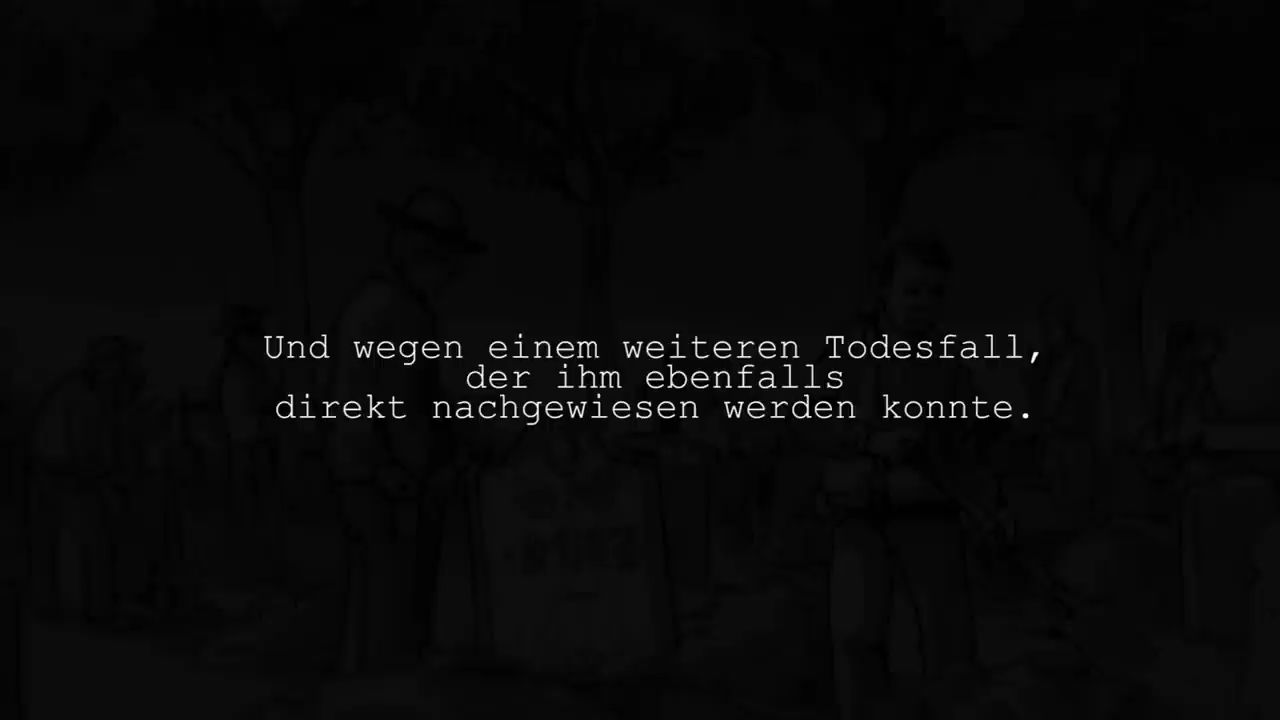 Und wegen einem weiteren Todesfall,
der ihm ebenfalls
direkt nachgewiesen werden konnte.